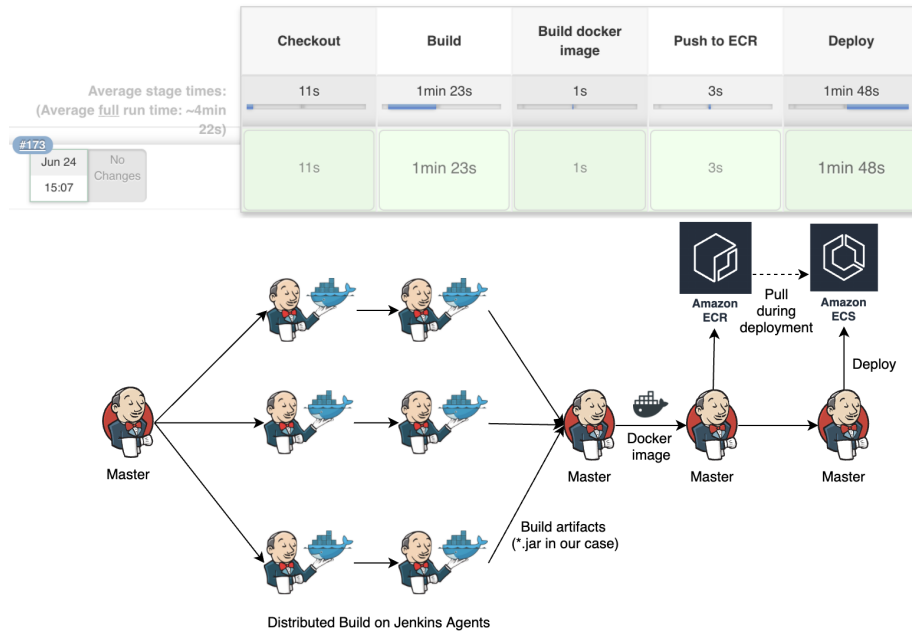 Checkout
Build
Build docker
image
Push to ECR
Deploy
Average stage times:
(Average full run time: ~4min
22s)
11s
1min 23s
1s
3s
1min 48s
#173
Jun 24
15:07
No
Changes
11s
1min 23s
1s
3s
1min 48s
Amazon
ECR
Pull
during
deployment
Amazon
ECS
Deploy
Master
Docker
image
Master
Master
Master
Build artifacts
(*.jar in our case)
Distributed Build on Jenkins Agents